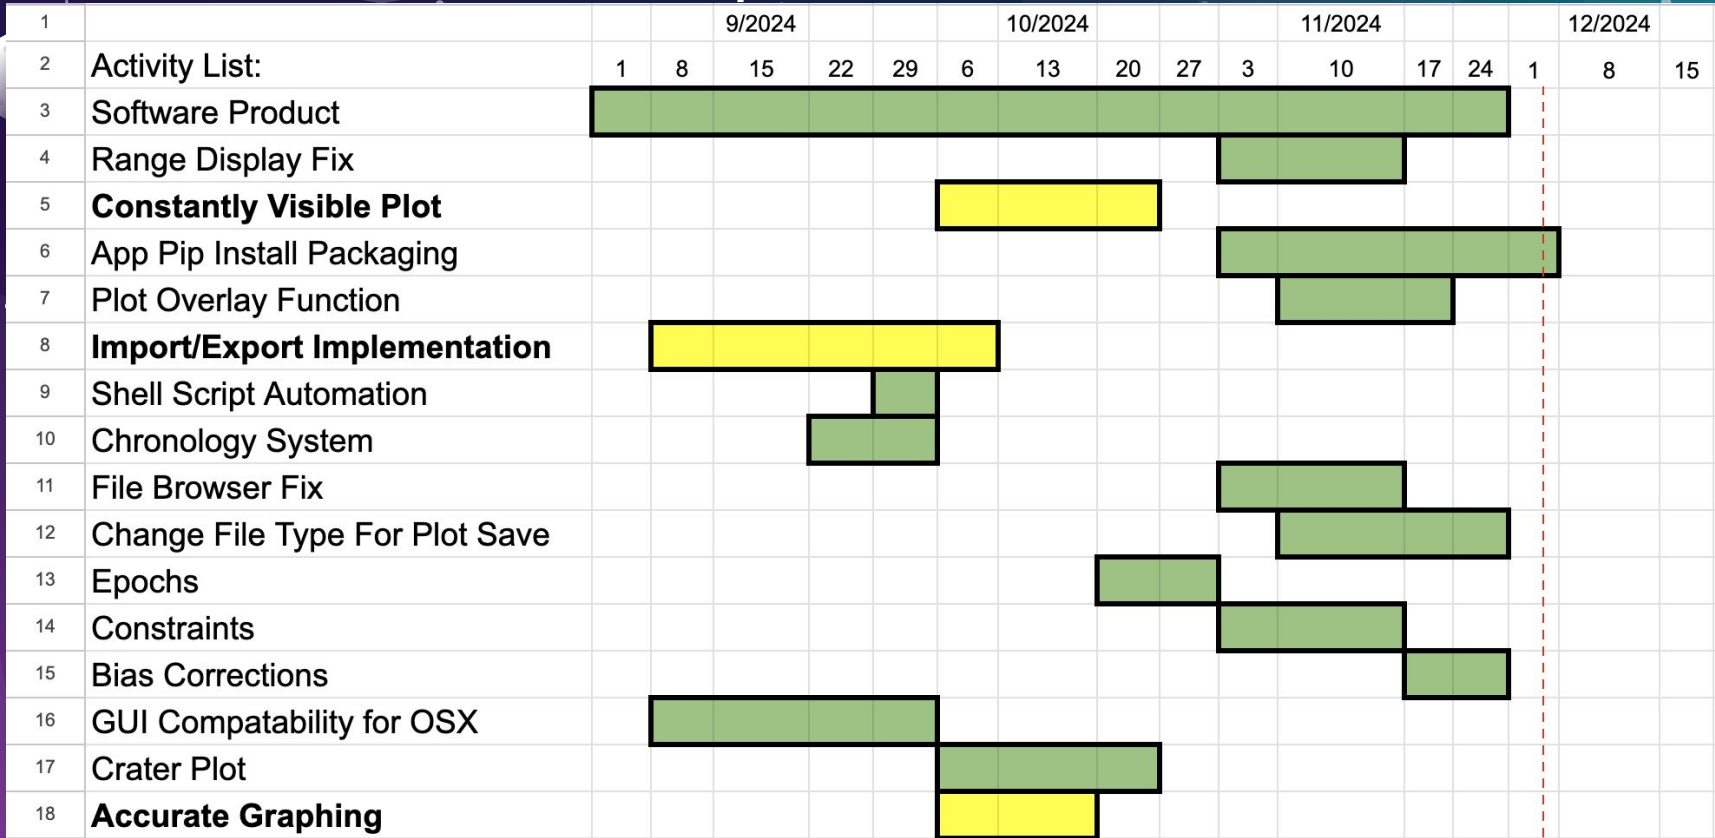 1 9/2024 10/2024 11/2024 12/2024
2 Activity List: 1 8 15 22 29 6 13 20 27 3 10 17 24 1 8 15
3 Software Product
4 Range Display Fix
5 Constantly Visible Plot
6 App Pip Install Packaging
7 Plot Overlay Function
8 Import/Export Implementation
9 Shell Script Automation
10 Chronology System
11 File Browser Fix
12 Change File Type For Plot Save
13 Epochs
14 Constraints
15 Bias Corrections
16 GUI Compatability for OSX
17 Crater Plot
18 Accurate Graphing